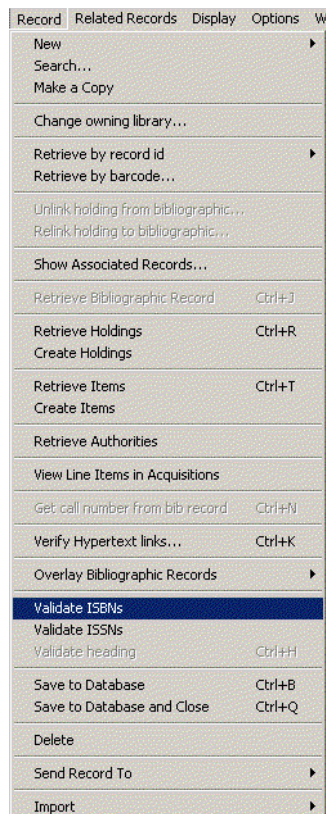 Record Related Records Display Options W
New
Search...
Make a Copy
Change owning library...
Retrieve by record id
Retrieve by barcode...
Unlink holding from bibliographic...
Relink holding to bibliographic...
Show Associated Records...
Retrieve Bibliographic Record Ctrl+J
Retrieve Holdings Ctrl+R
Create Holdings
Retrieve Items Ctrl+T
Create Items
Retrieve Authorities
View Line Items in Acquisitions
Get call number from bib record Ctrl+N
Verify Hypertext links... Ctrl+K
Overlay Bibliographic Records
Validate ISBNs
Validate ISSNs
Validate heading Ctrl+H
Save to Database Ctrl+B
Save to Database and Close Ctrl+Q
Delete
Send Record To
Import